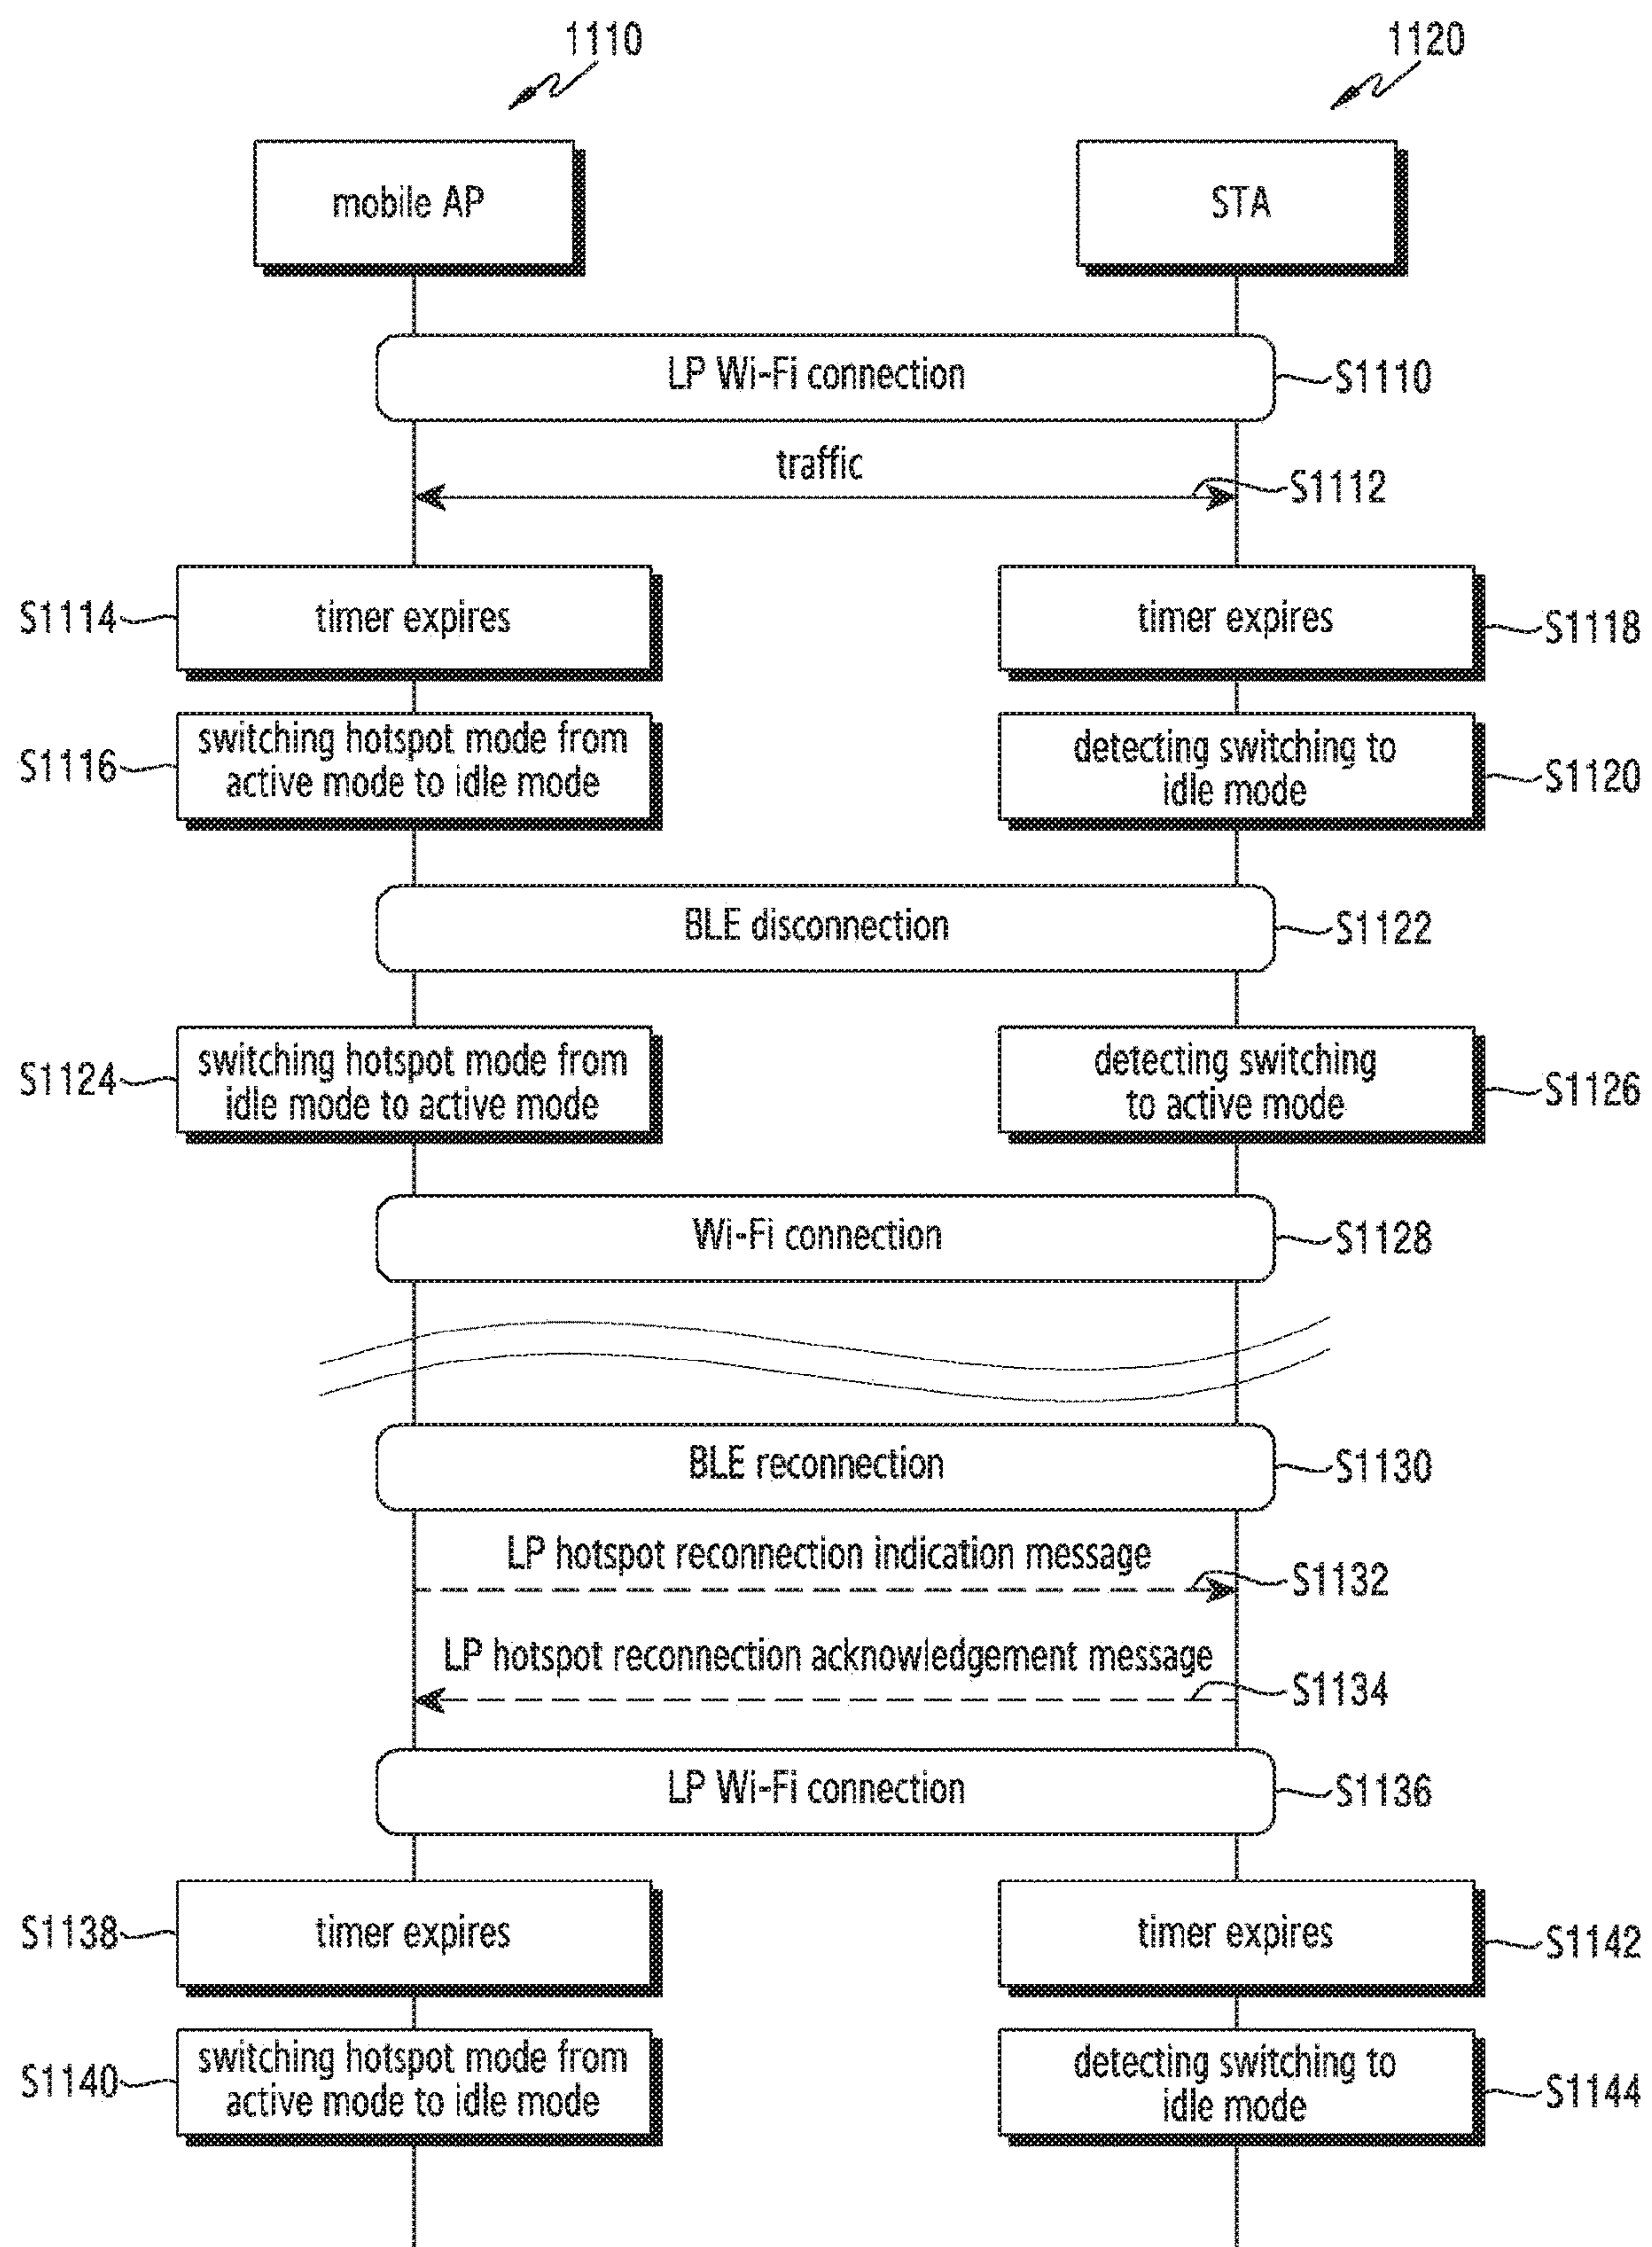 1110
1120
mobile AP
STA
LP Wi-Fi connection
S1110
traffic
S1112
S1114
timer expires
timer expires
S1118
S1116
switching hotspot mode from
active mode to idle mode
detecting switching to
idle mode
S1120
BLE disconnection
S1122
S1124
switching hotspot mode from
idle mode to active mode
detecting switching
to active mode
S1126
Wi-Fi connection
S1128
BLE reconnection
S1130
LP hotspot reconnection indication message
S1132
LP hotspot reconnection acknowledgement message
S1134
LP Wi-Fi connection
S1136
S1138
timer expires
timer expires
S1142
S1140
switching hotspot mode from
active mode to idle mode
detecting switching to
idle mode
S1144